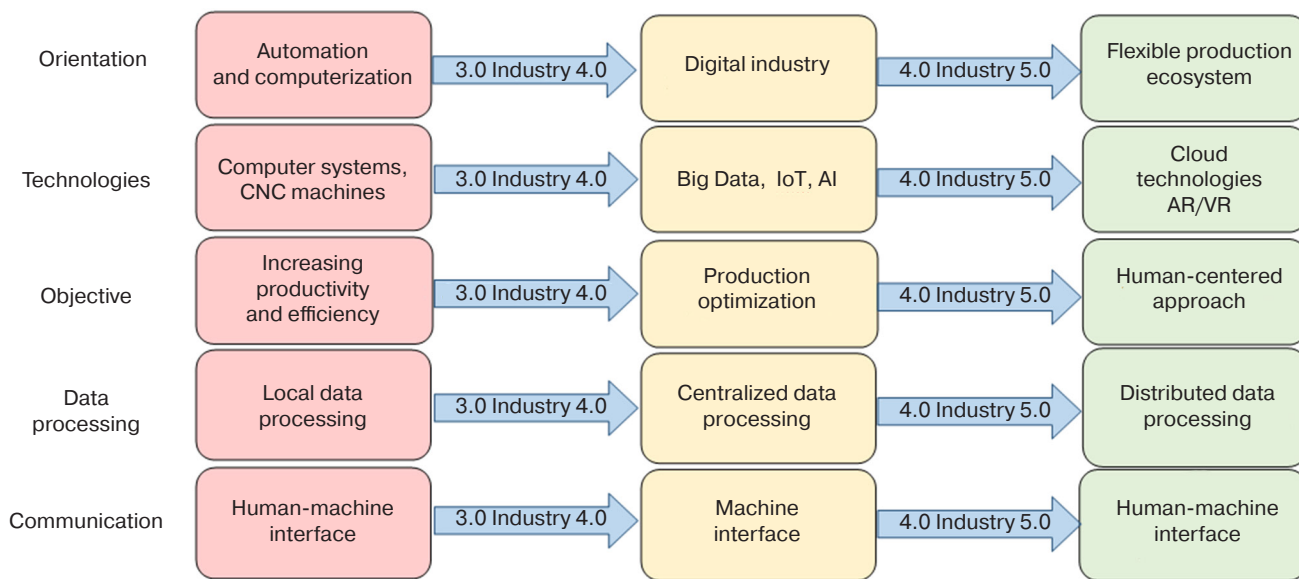 Orientation
Automation
and computerization
3.0 Industry 4.0
Digital industry
4.0 Industry 5.0
Flexible production
ecosystem
Technologies
Computer systems,
CNC machines
3.0 Industry 4.0
Big Data, IoT, AI
4.0 Industry 5.0
Cloud
technologies
AR/VR
Objective
Increasing
productivity
and efficiency
3.0 Industry 4.0
Production
optimization
4.0 Industry 5.0
Human-centered
approach
Data
processing
Local data
processing
3.0 Industry 4.0
Centralized data
processing
4.0 Industry 5.0
Distributed data
processing
Communication
Human-machine
interface
3.0 Industry 4.0
Machine
interface
4.0 Industry 5.0
Human-machine
interface